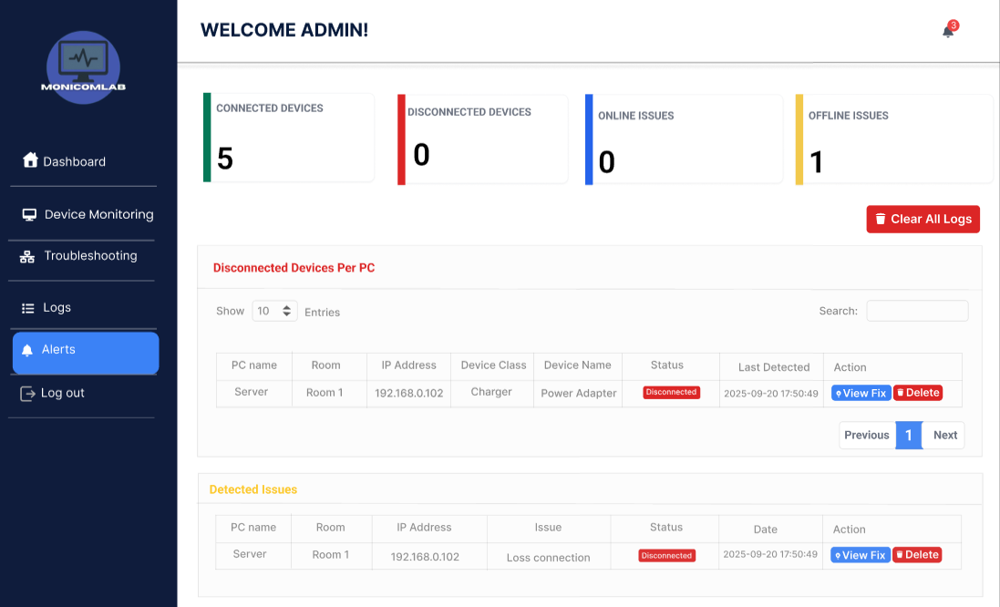 WELCOME ADMIN!
3
MONICOMLAB
Dashboard
Device Monitoring
Troubleshooting
Logs
Alerts
Log out
CONNECTED DEVICES
5
DISCONNECTED DEVICES
0
ONLINE ISSUES
0
OFFLINE ISSUES
1
Clear All Logs
Disconnected Devices Per PC
Show 10 Entries
Search:
PC name Room IP Address Device Class Device Name Status Last Detected Action
Server Room 1 192.168.0.102 Charger Power Adapter Disconnected 2025-09-20 17:50:49 View Fix Delete
Previous 1 Next
Detected Issues
PC name Room IP Address Issue Status Date Action
Server Room 1 192.168.0.102 Loss connection Disconnected 2025-09-20 17:50:49 View Fix Delete